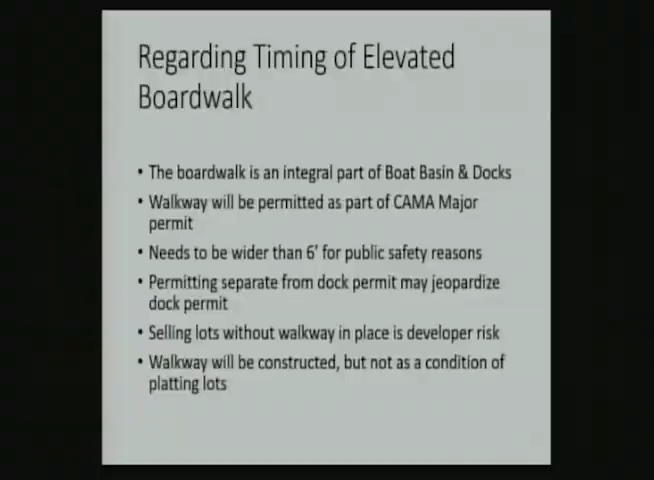 Regarding Timing of Elevated
Boardwalk
• The boardwalk is an integral part of Boat Basin & Docks
• Walkway will be permitted as part of CAMA Major
permit
• Needs to be wider than 6' for public safety reasons
• Permitting separate from dock permit may jeopardize
dock permit
• Selling lots without walkway in place is developer risk
• Walkway will be constructed, but not as a condition of
platting lots